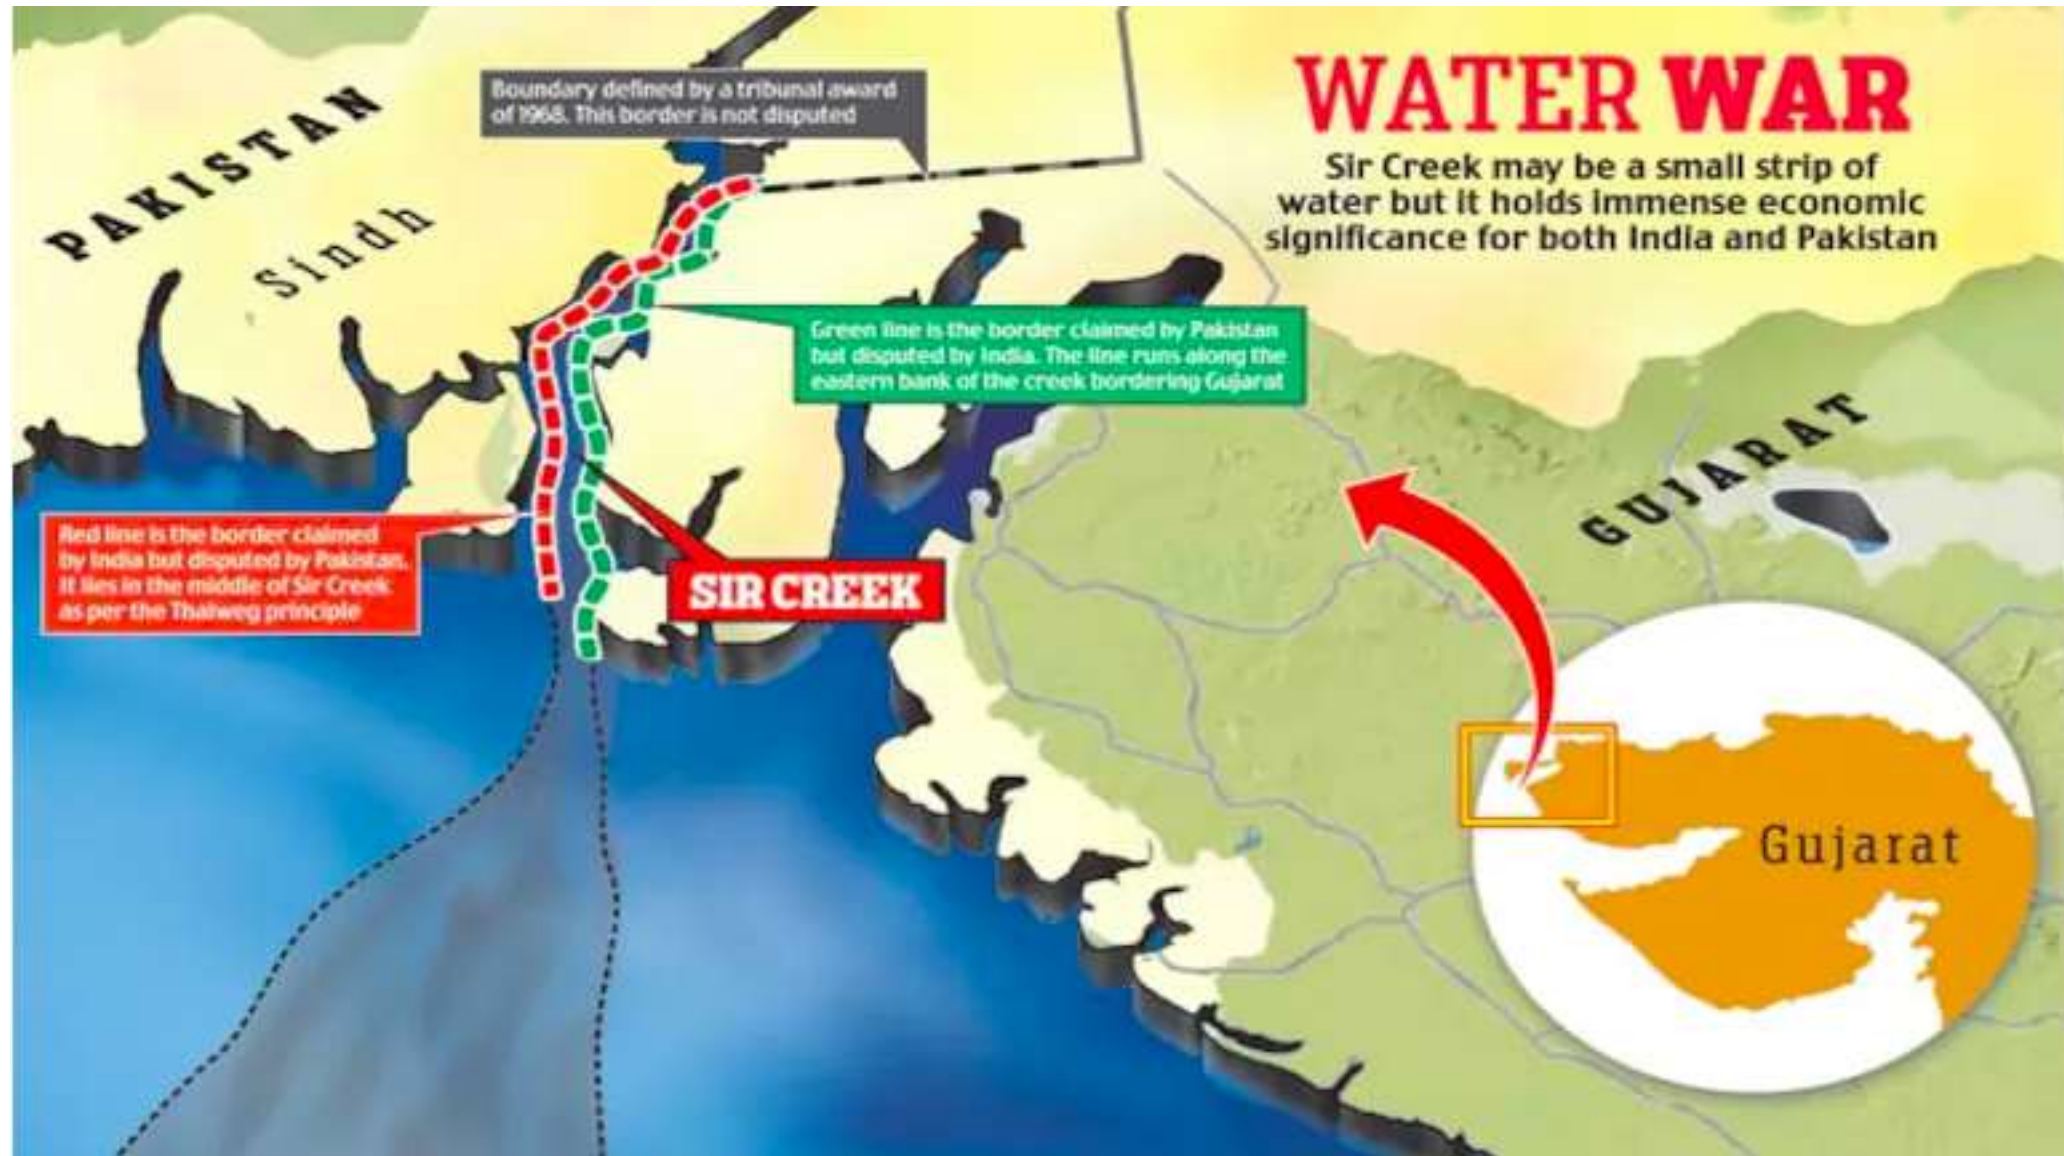 WATER WAR
Sir Creek may be a small strip of
water but it holds immense economic
significance for both India and Pakistan
PAKISTAN
Sindh
Boundary defined by a tribunal award
of 1968. This border is not disputed
Green line is the border claimed by Pakistan
but disputed by India. The line runs along the
eastern bank of the creek bordering Gujarat
GUJARAT
Red line is the border claimed
by India but disputed by Pakistan.
It lies in the middle of Sir Creek
as per the Thalweg principle
SIR CREEK
Gujarat